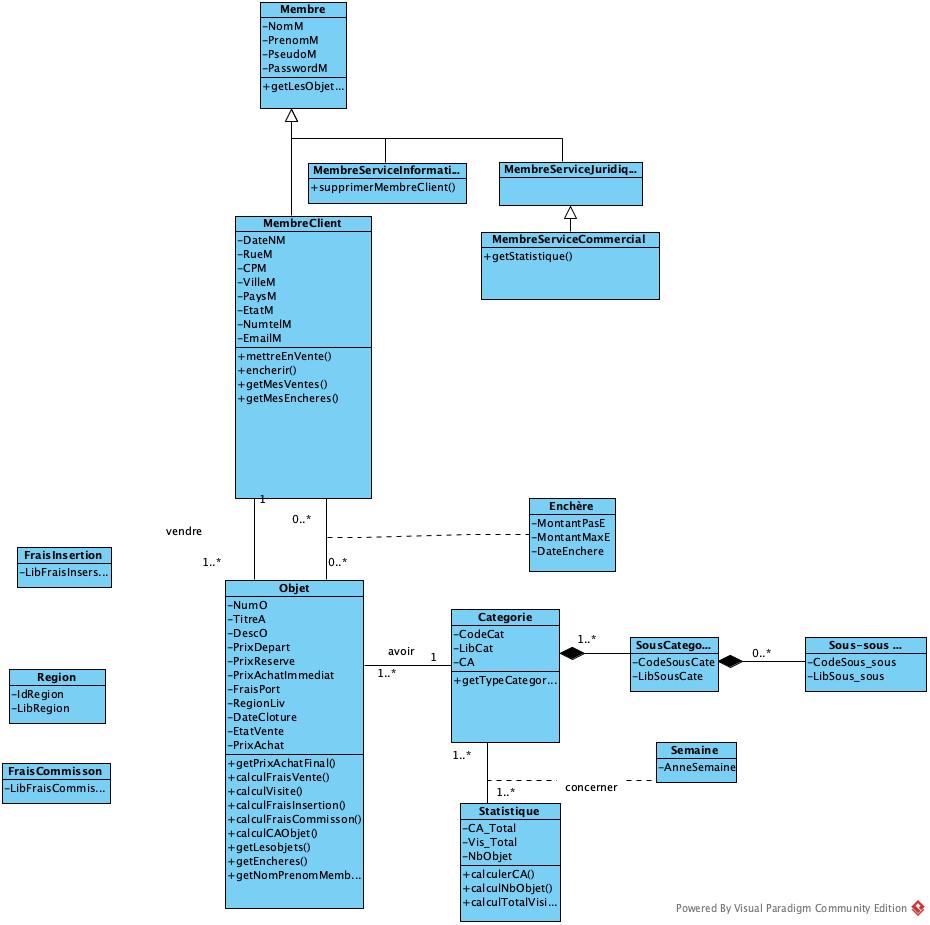 Membre
-NomM
-PrenomM
-PseudoM
-PasswordM
+getLesObjet...
MembreServiceInformati...
+supprimerMembreClient()
MembreServiceJuridiq...
MembreServiceCommercial
+getStatistique()
MembreClient
-DateNM
-RueM
-CPM
-VilleM
-PaysM
-EtatM
-NumtelM
-EmailM
+mettreEnVente()
+encherir()
+getMesVentes()
+getMesEncheres()
1
0..*
vendre
1..*
0..*
Enchère
-MontantPasE
-MontantMaxE
-DateEnchere
FraisInsertion
-LibFraisInsers...
Region
-IdRegion
-LibRegion
FraisCommisson
-LibFraisCommis...
Objet
-NumO
-TitreA
-DescO
-PrixDepart
-PrixReserve
-PrixAchatImmediat
-FraisPort
-RegionLiv
-DateCloture
-EtatVente
-PrixAchat
+getPrixAchatFinal()
+calculFraisVente()
+calculVisite()
+calculFraisInsertion()
+calculFraisCommisson()
+calculCAObjet()
+getLesobjets()
+getEncheres()
+getNomPrenomMemb...
avoir
1
1..*
Categorie
-CodeCat
-LibCat
-CA
+getTypeCategor...
1..*
SousCatego...
-CodeSousCate
-LibSousCate
0..*
Sous-sous ...
-CodeSous_sous
-LibSous_sous
1..*
1..*
concerner
Semaine
-AnneSemaine
Statistique
-CA_Total
-Vis_Total
-NbObjet
+calculerCA()
+calculNbObjet()
+calculTotalVisi...
Powered By Visual Paradigm Community Edition